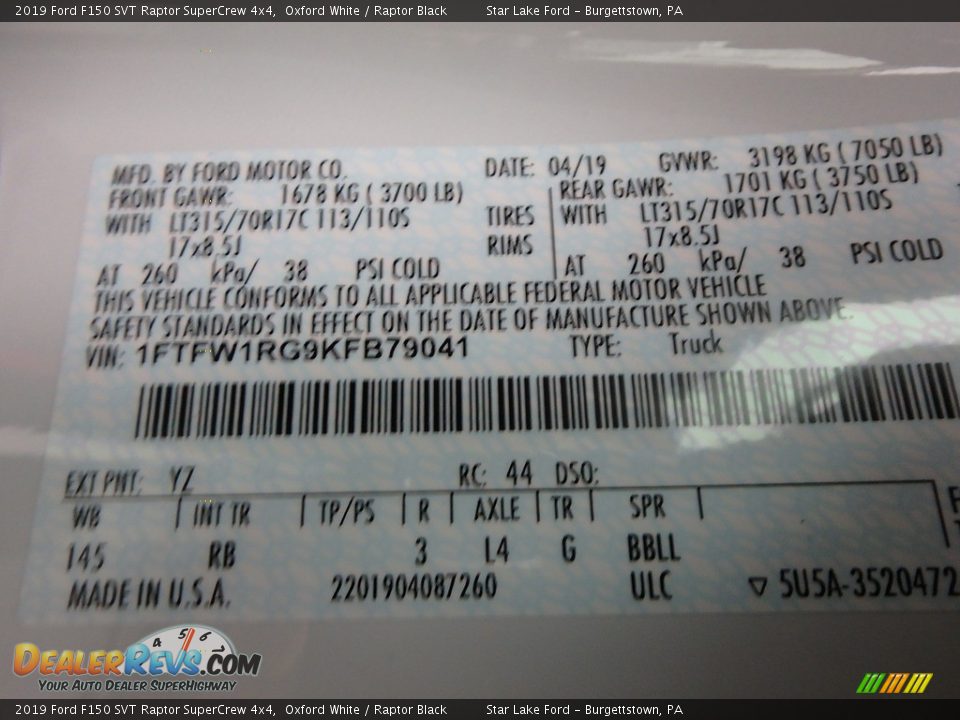 2019 Ford F150 SVT Raptor SuperCrew 4x4, Oxford White / Raptor Black Star Lake Ford - Burgettstown, PA
MFD. BY FORD MOTOR CO. DATE: 04/19 GVWR: 3198 KG ( 7050 LB)
FRONT GAWR: 1678 KG ( 3700 LB) REAR GAWR: 1701 KG ( 3750 LB)
WITH LT315/70R17C 113/110S TIRES WITH LT315/70R17C 113/110S
17x8.5J RIMS 17x8.5J
AT 260 kPa/ 38 PSI COLD AT 260 kPa/ 38 PSI COLD
THIS VEHICLE CONFORMS TO ALL APPLICABLE FEDERAL MOTOR VEHICLE
SAFETY STANDARDS IN EFFECT ON THE DATE OF MANUFACTURE SHOWN ABOVE.
VIN: 1FTFW1RG9KFB79041 TYPE: Truck
EXT PNT: YZ RC: 44 DSO:
WB INT TR TP/PS R AXLE TR SPR
145 RB 3 L4 G BBLL
MADE IN U.S.A. 2201904087260 ULC ▽ 5U5A-3520472
4 5 6
DealerRevs.com
Your Auto Dealer SuperHighway
2019 Ford F150 SVT Raptor SuperCrew 4x4, Oxford White / Raptor Black Star Lake Ford - Burgettstown, PA